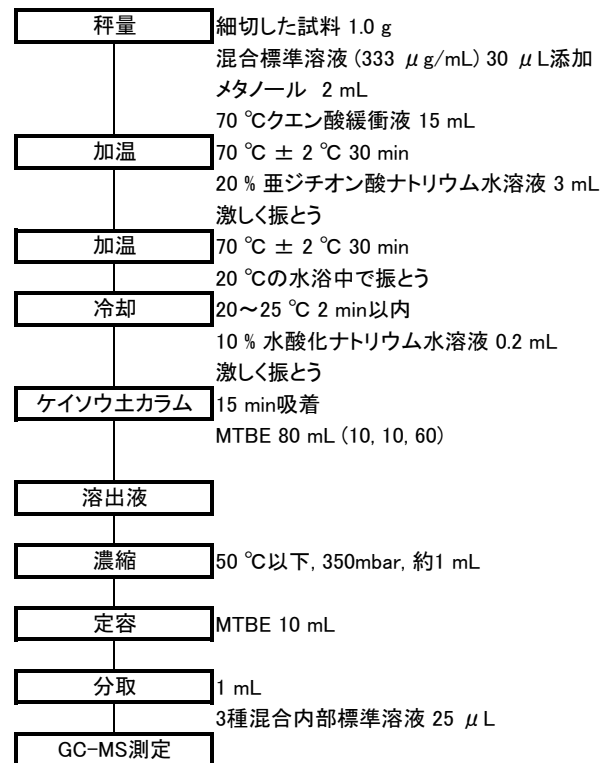 秤量 細切した試料 1.0 g
混合標準溶液 (333 μg/mL) 30 μL添加
メタノール 2 mL
70 ℃クエン酸緩衝液 15 mL
加温 70 ℃ ± 2 ℃ 30 min
20 % 亜ジチオン酸ナトリウム水溶液 3 mL
激しく振とう
加温 70 ℃ ± 2 ℃ 30 min
20 ℃の水浴中で振とう
冷却 20～25 ℃ 2 min以内
10 % 水酸化ナトリウム水溶液 0.2 mL
激しく振とう
ケイソウ土カラム 15 min吸着
MTBE 80 mL (10, 10, 60)
溶出液
濃縮 50 ℃以下, 350mbar, 約1 mL
定容 MTBE 10 mL
分取 1 mL
3種混合内部標準溶液 25 μL
GC-MS測定